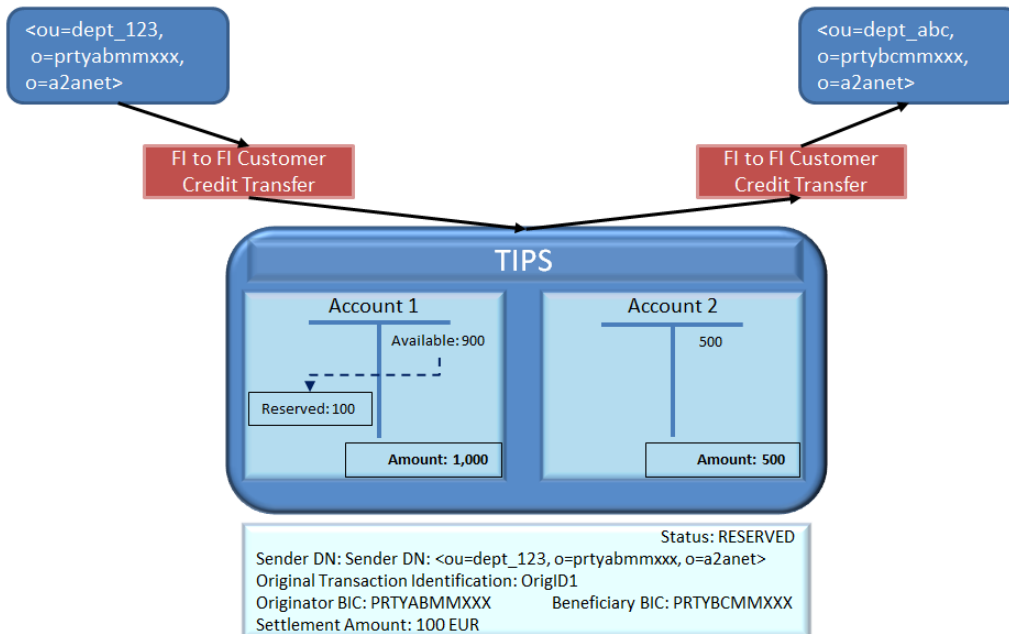 <ou=dept_123,
o=prtyabmmxxx,
o=a2anet>
<ou=dept_abc,
o=prtybcmmxxx,
o=a2anet>
FI to FI Customer
Credit Transfer
FI to FI Customer
Credit Transfer
TIPS
Account 1
Available: 900
Reserved: 100
Amount: 1,000
Account 2
500
Amount: 500
Status: RESERVED
Sender DN: Sender DN: <ou=dept_123, o=prtyabmmxxx, o=a2anet>
Original Transaction Identification: OrigID1
Originator BIC: PRTYABMMXXX Beneficiary BIC: PRTYBCMMXXX
Settlement Amount: 100 EUR